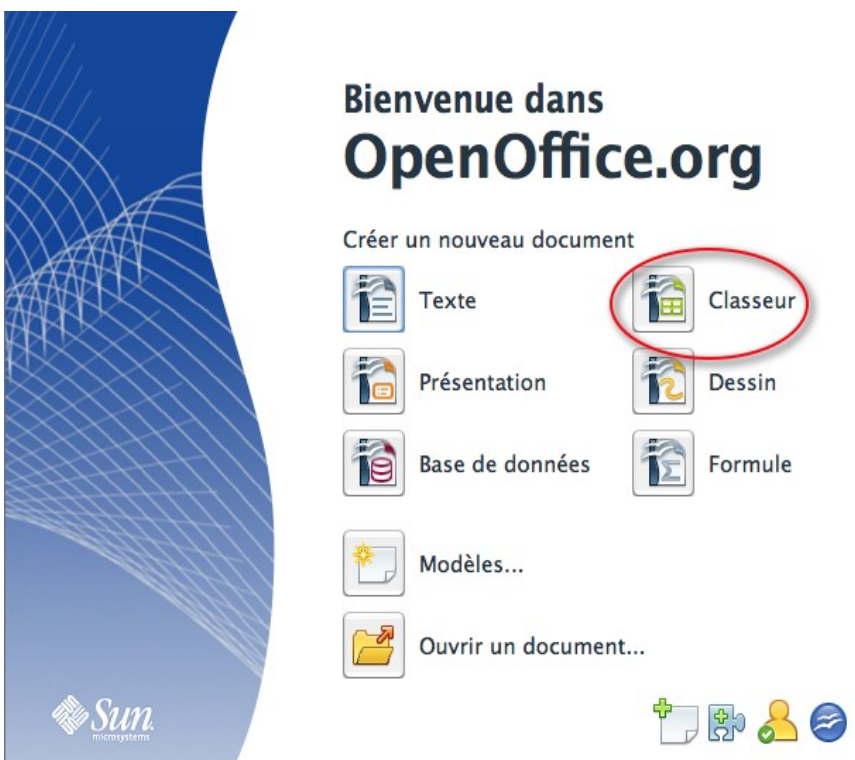 Bienvenue dans
OpenOffice.org
Créer un nouveau document
Texte
Classeur
Présentation
Dessin
Base de données
Formule
Modèles...
Ouvrir un document...
Sun
microsystems